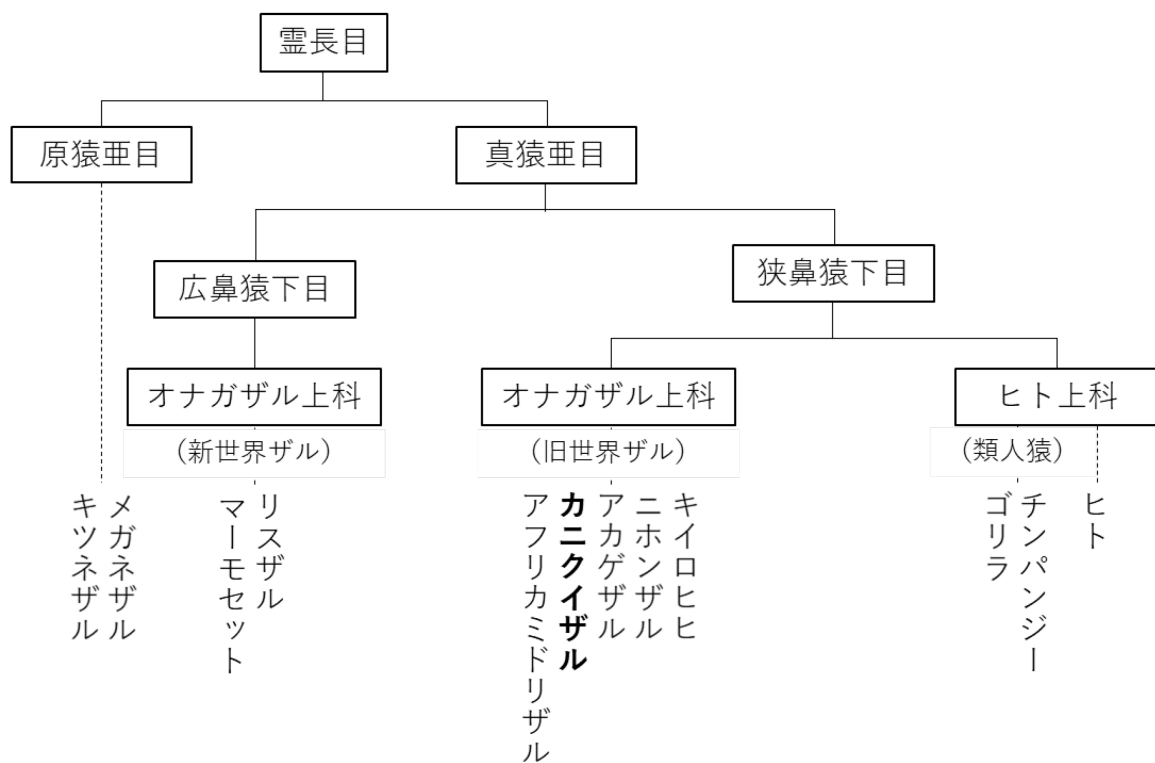 霊長目
原猿亜目
真猿亜目
広鼻猿下目
狭鼻猿下目
オナガザル上科
(新世界ザル)
オナガザル上科
(旧世界ザル)
ヒト上科
(類人猿)
メガネザル
キツネザル
リスザル
マーモセット
キイロヒヒ
ニホンザル
アカゲザル
カニクイザル
アフリカミドリザル
ヒト
チンパンジー
ゴリラ